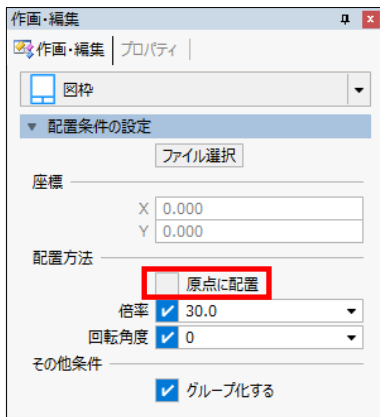 作画・編集
作画・編集 プロパティ
図枠
配置条件の設定
ファイル選択
座標
X 0.000
Y 0.000
配置方法
原点に配置
倍率 30.0
回転角度 0
その他条件
グループ化する